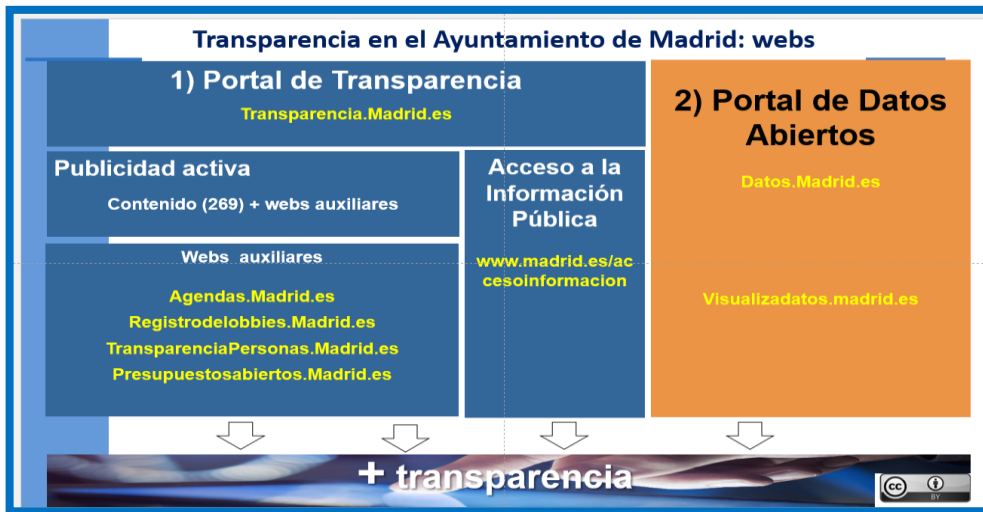 Transparencia en el Ayuntamiento de Madrid: webs
1) Portal de Transparencia
Transparencia.Madrid.es
Publicidad activa
Contenido (269) + webs auxiliares
Webs auxiliares
Agendas.Madrid.es
Registrodelobbies.Madrid.es
TransparenciaPersonas.Madrid.es
Presupuestosabiertos.Madrid.es
Acceso a la
Información
Pública
www.madrid.es/ac
cesoinformacion
2) Portal de Datos
Abiertos
Datos.Madrid.es
Visualizadatos.madrid.es
+ transparencia
cc
BY